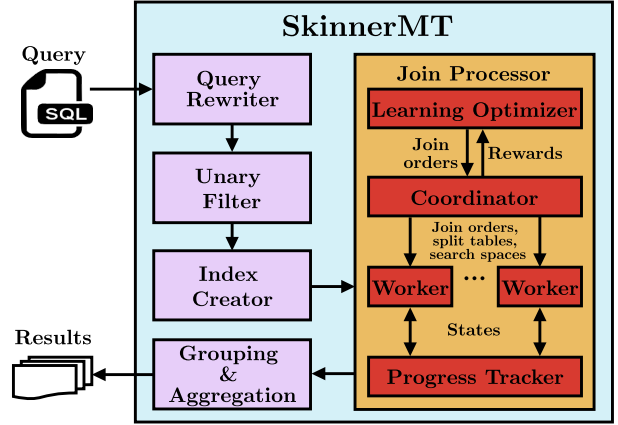 SkinnerMT
Query
SQL
Query
Rewriter
Unary
Filter
Index
Creator
Grouping
&
Aggregation
Results
Join Processor
Learning Optimizer
Join
orders
Rewards
Coordinator
Join orders,
split tables,
search spaces
Worker
...
Worker
States
Progress Tracker